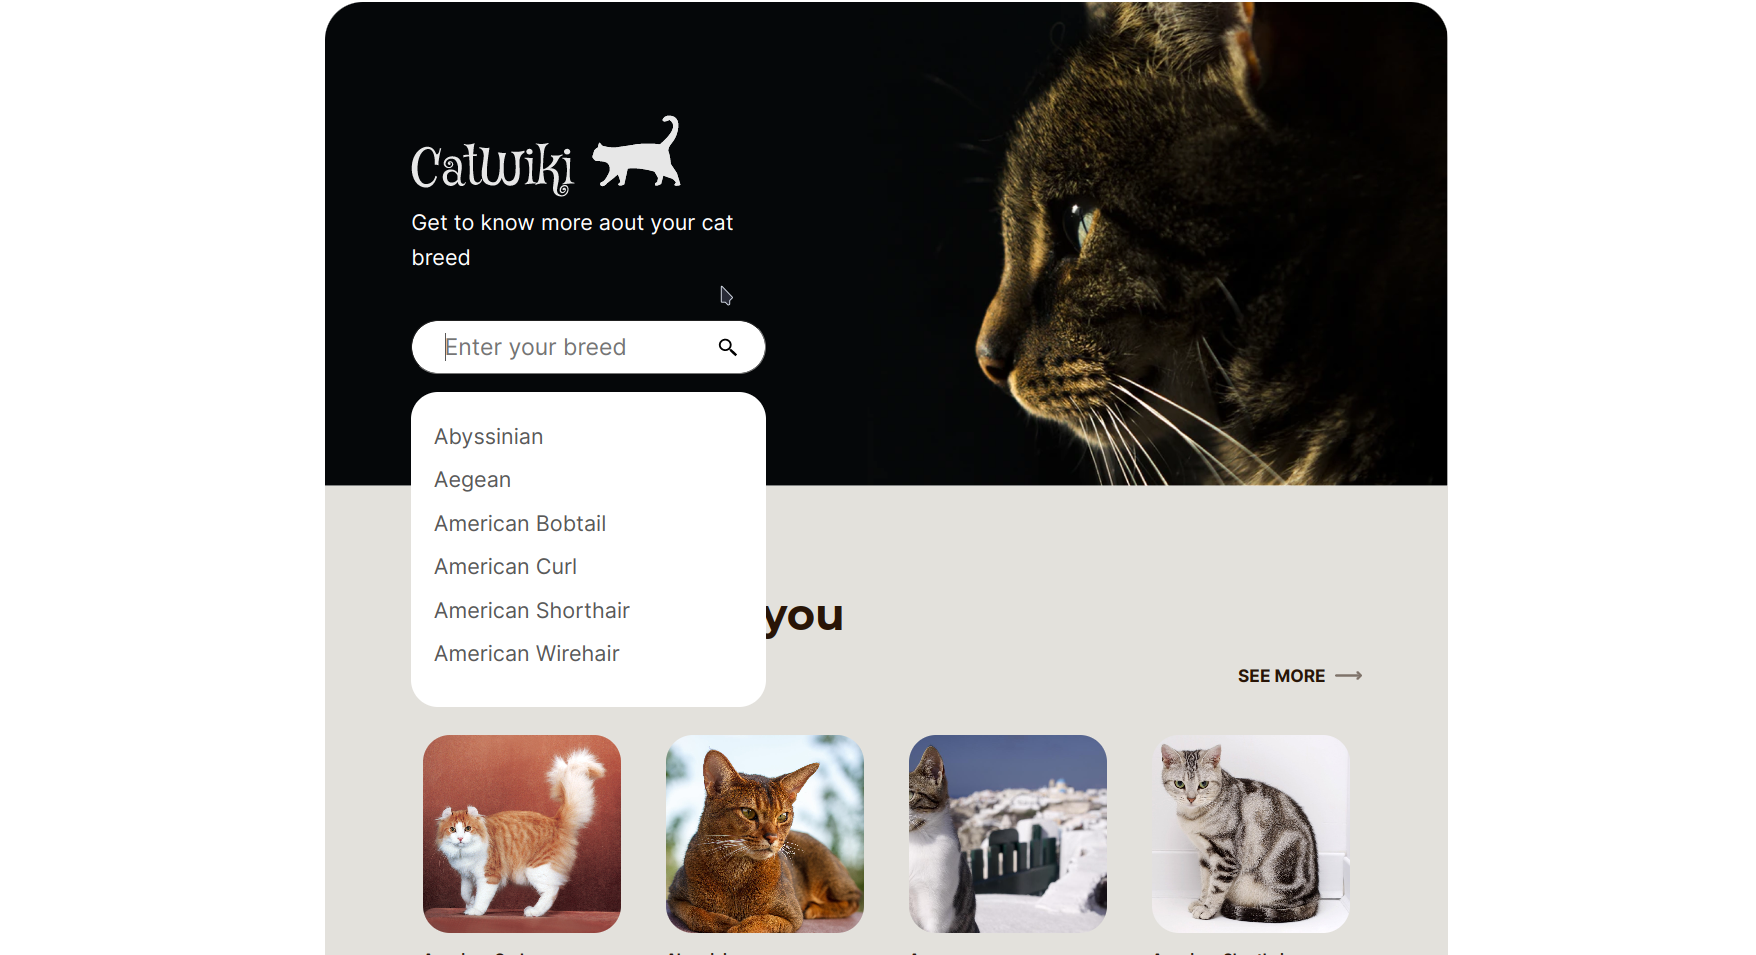 CatWiki
Get to know more aout your cat
breed
Enter your breed
Abyssinian
Aegean
American Bobtail
American Curl
American Shorthair
American Wirehair
you
SEE MORE